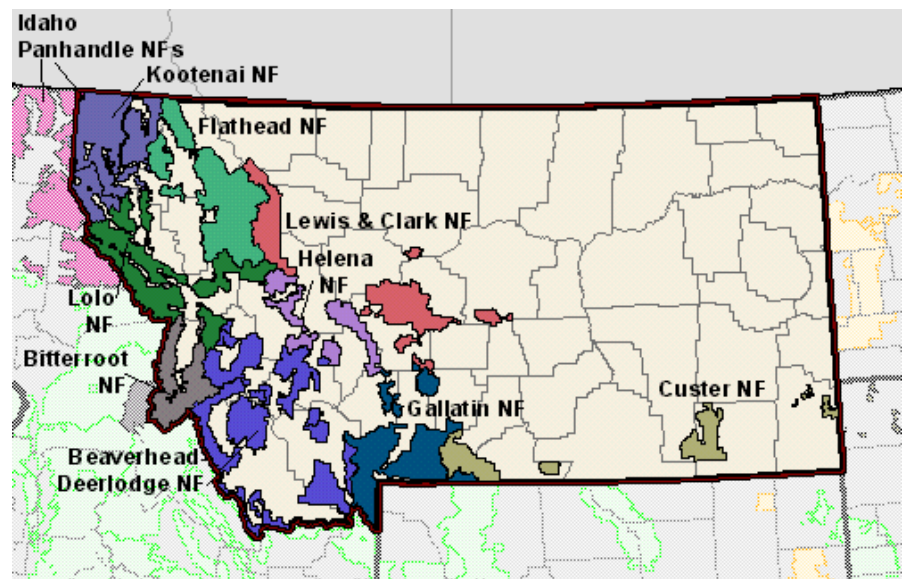 Idaho
Panhandle NFs
Kootenai NF
Flathead NF
Lewis & Clark NF
Helena
NF
Lolo
NF
Bitterroot
NF
Gallatin NF
Custer NF
Beaverhead
Deerlodge NF